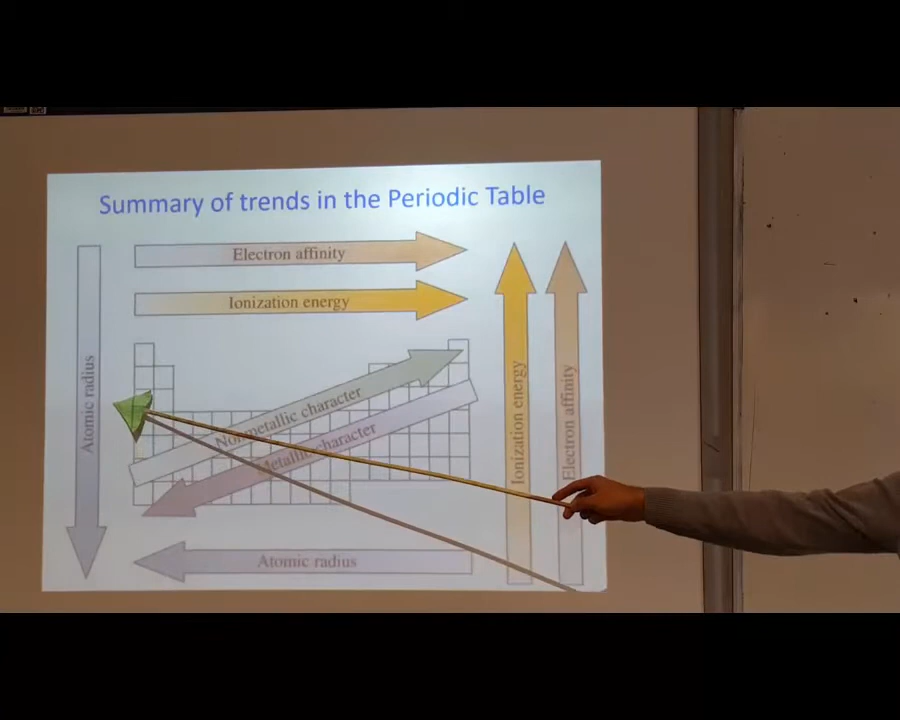 Summary of trends in the Periodic Table
Electron affinity
Ionization energy
Atomic radius
Nonmetallic character
Metallic character
Ionization energy
Electron affinity
Atomic radius